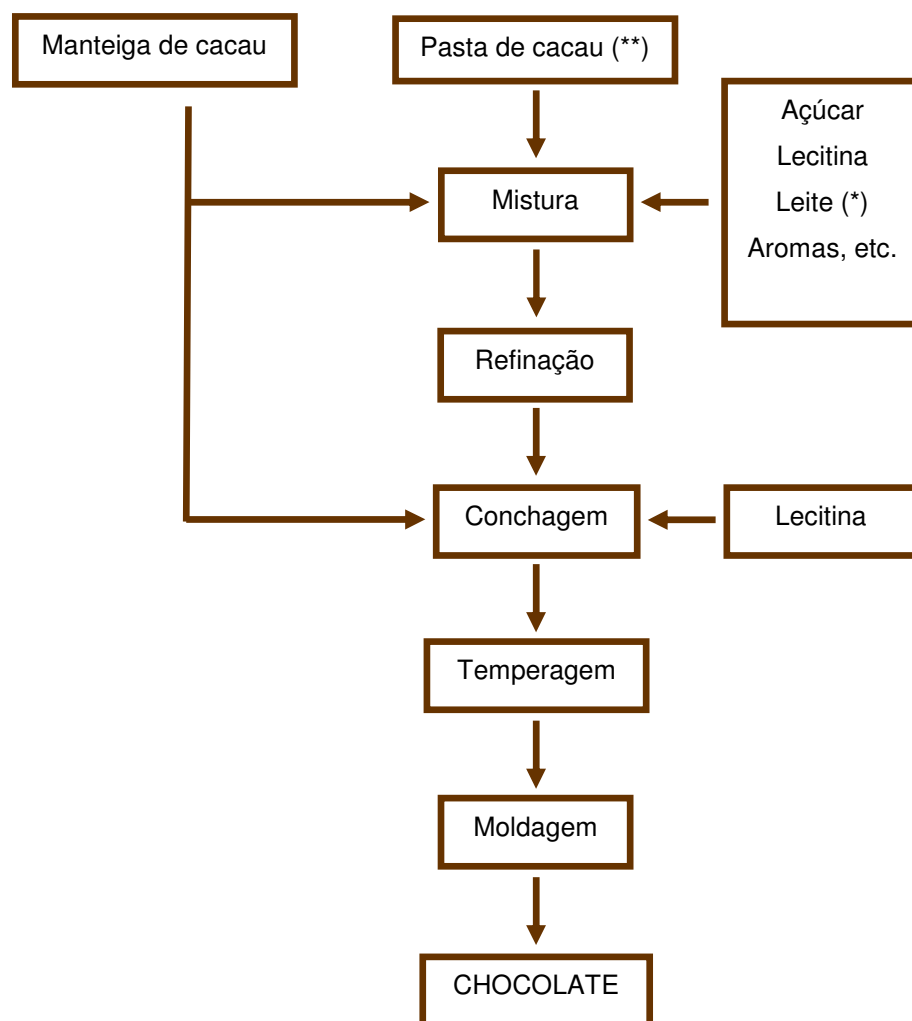 Manteiga de cacau
Pasta de cacau (**)
Açúcar
Lecitina
Leite (*)
Aromas, etc.
Mistura
Refinação
Conchagem
Lecitina
Temperagem
Moldagem
CHOCOLATE